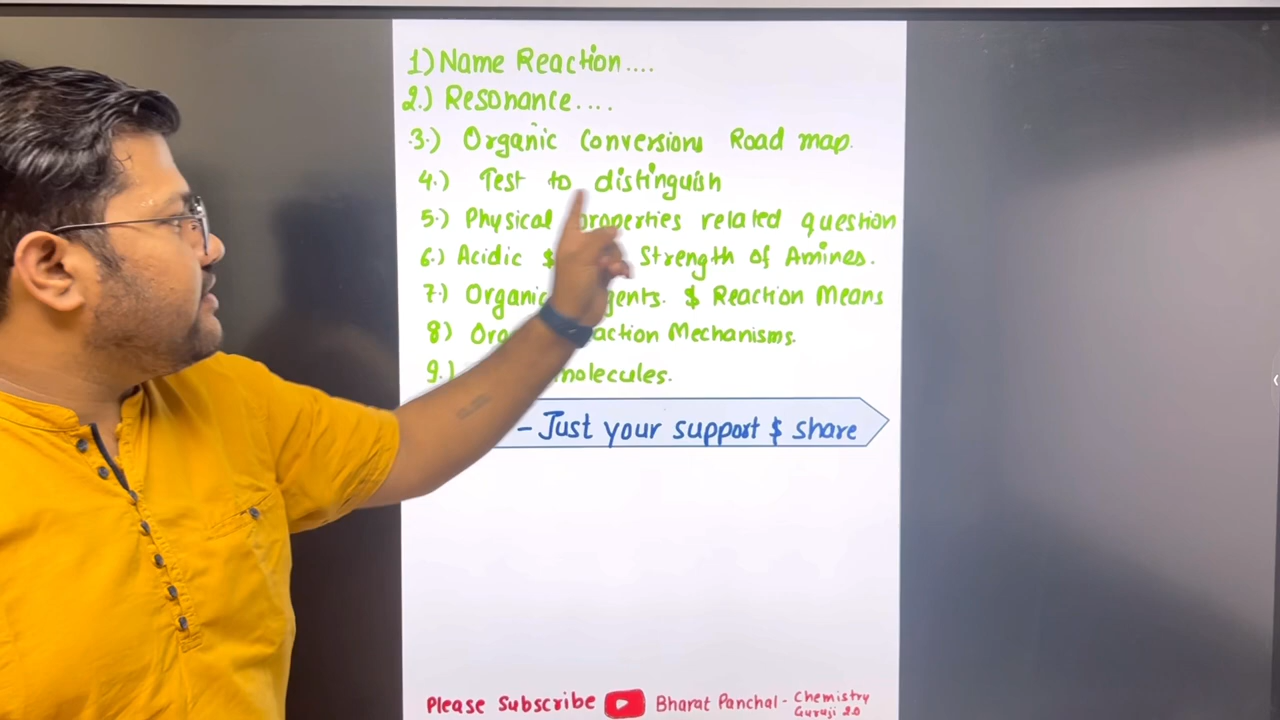 1) Name Reaction....
2.) Resonance....
3.) Organic Conversions Road map.
4.) Test to distinguish
5.) Physical properties related question
6.) Acidic $ Strength of Amines.
7.) Organic $ Reaction Means
8) Mechanisms.
9.)
- Just your support $ share
Please Subscribe Bharat Panchal - Chemistry Guruji 2.0